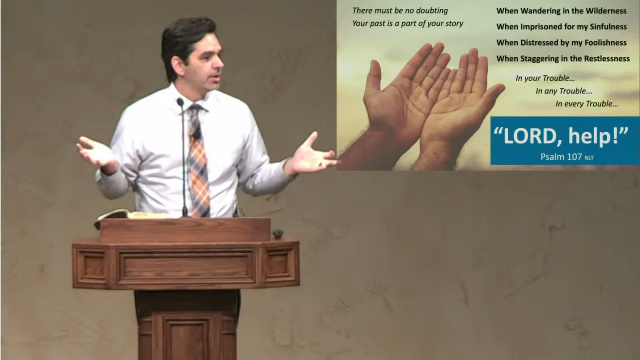 There must be no doubting
Your past is a part of your story
When Wandering in the Wilderness
When Imprisoned for my Sinfulness
When Distressed by my Foolishness
When Staggering in the Restlessness
In your Trouble…
In any Trouble…
In every Trouble…
“LORD, help!”
Psalm 107 NLT